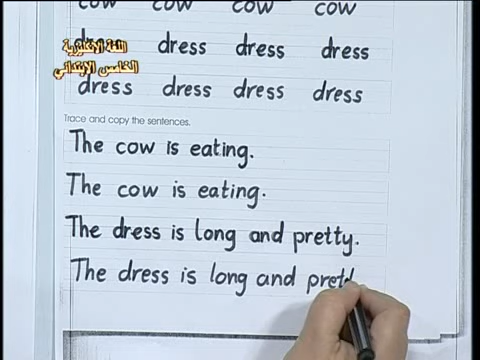 cow cow cow cow
اللغة الإنكليزية
الخامس الابتدائي
dress dress dress dress
dress dress dress dress
Trace and copy the sentences.
The cow is eating.
The cow is eating.
The dress is long and pretty.
The dress is long and prett